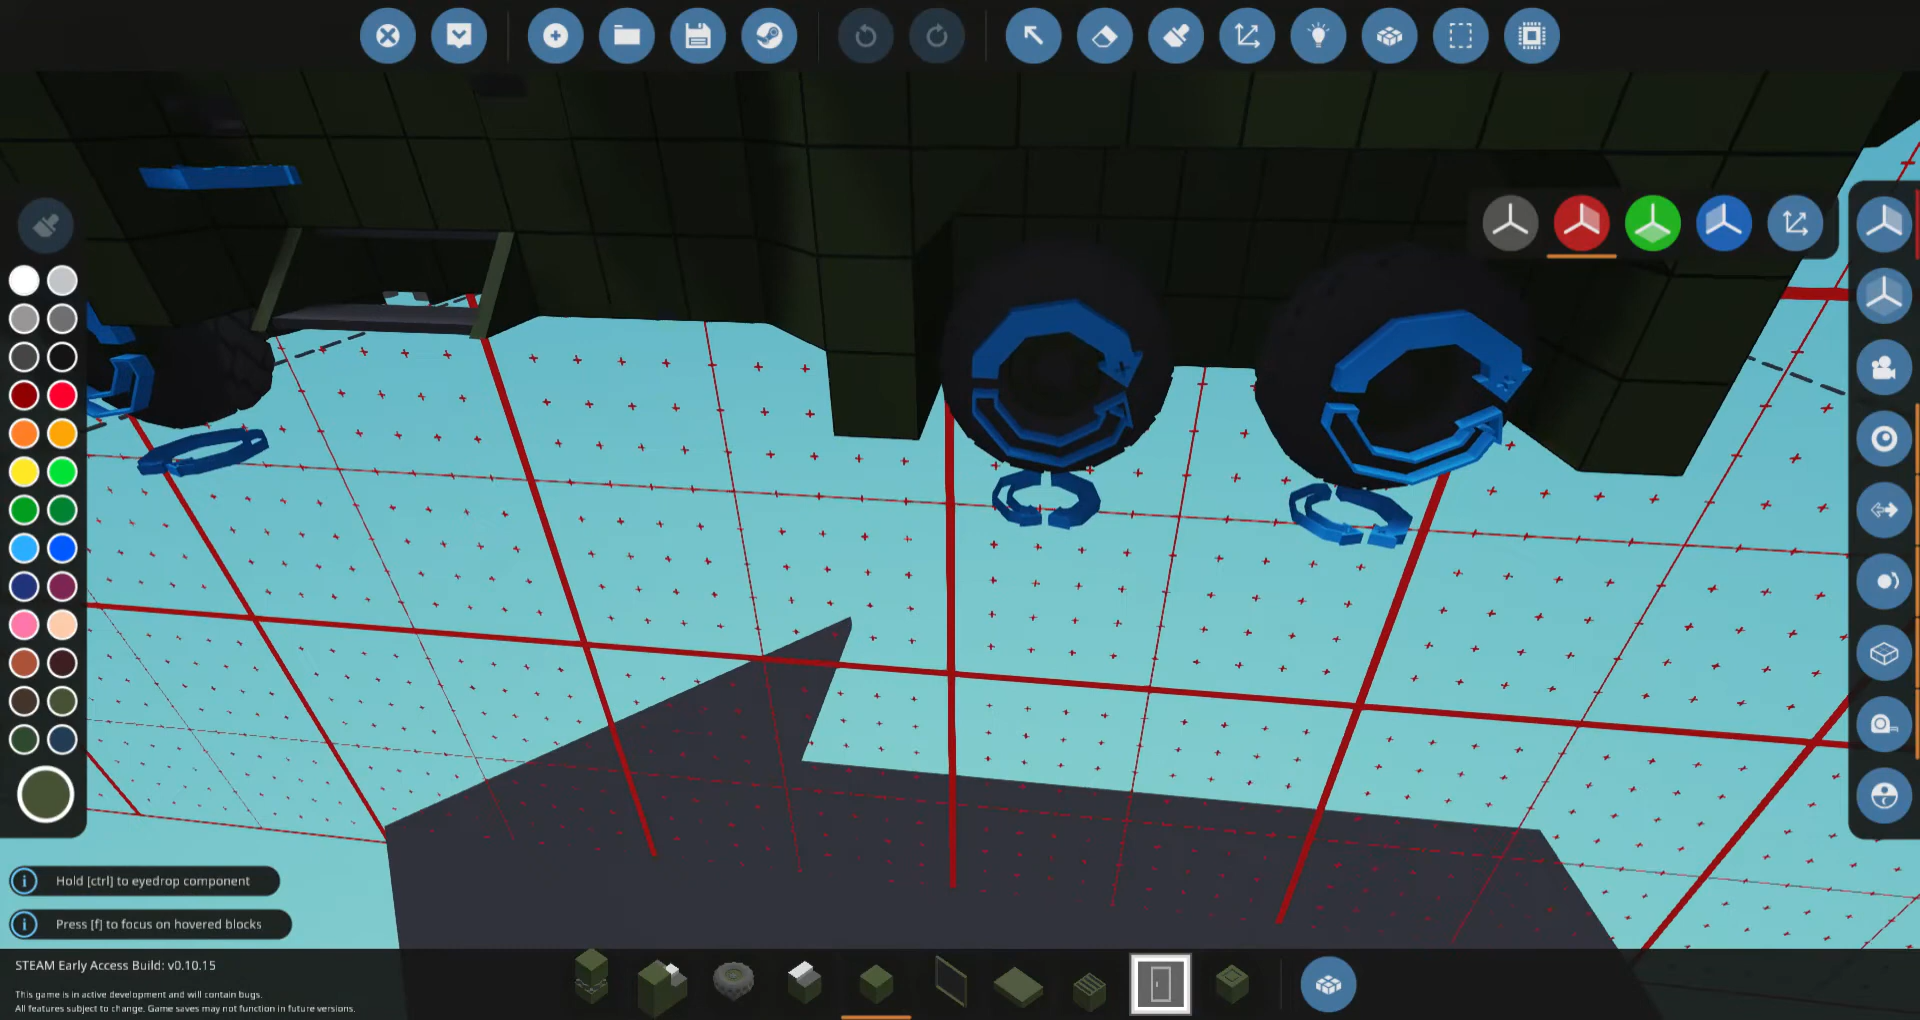 Hold [ctrl] to eyedrop component
Press [f] to focus on hovered blocks
STEAM Early Access Build: v0.10.15
This game is in active development and will contain bugs.
All features subject to change. Game saves may not function in future versions.